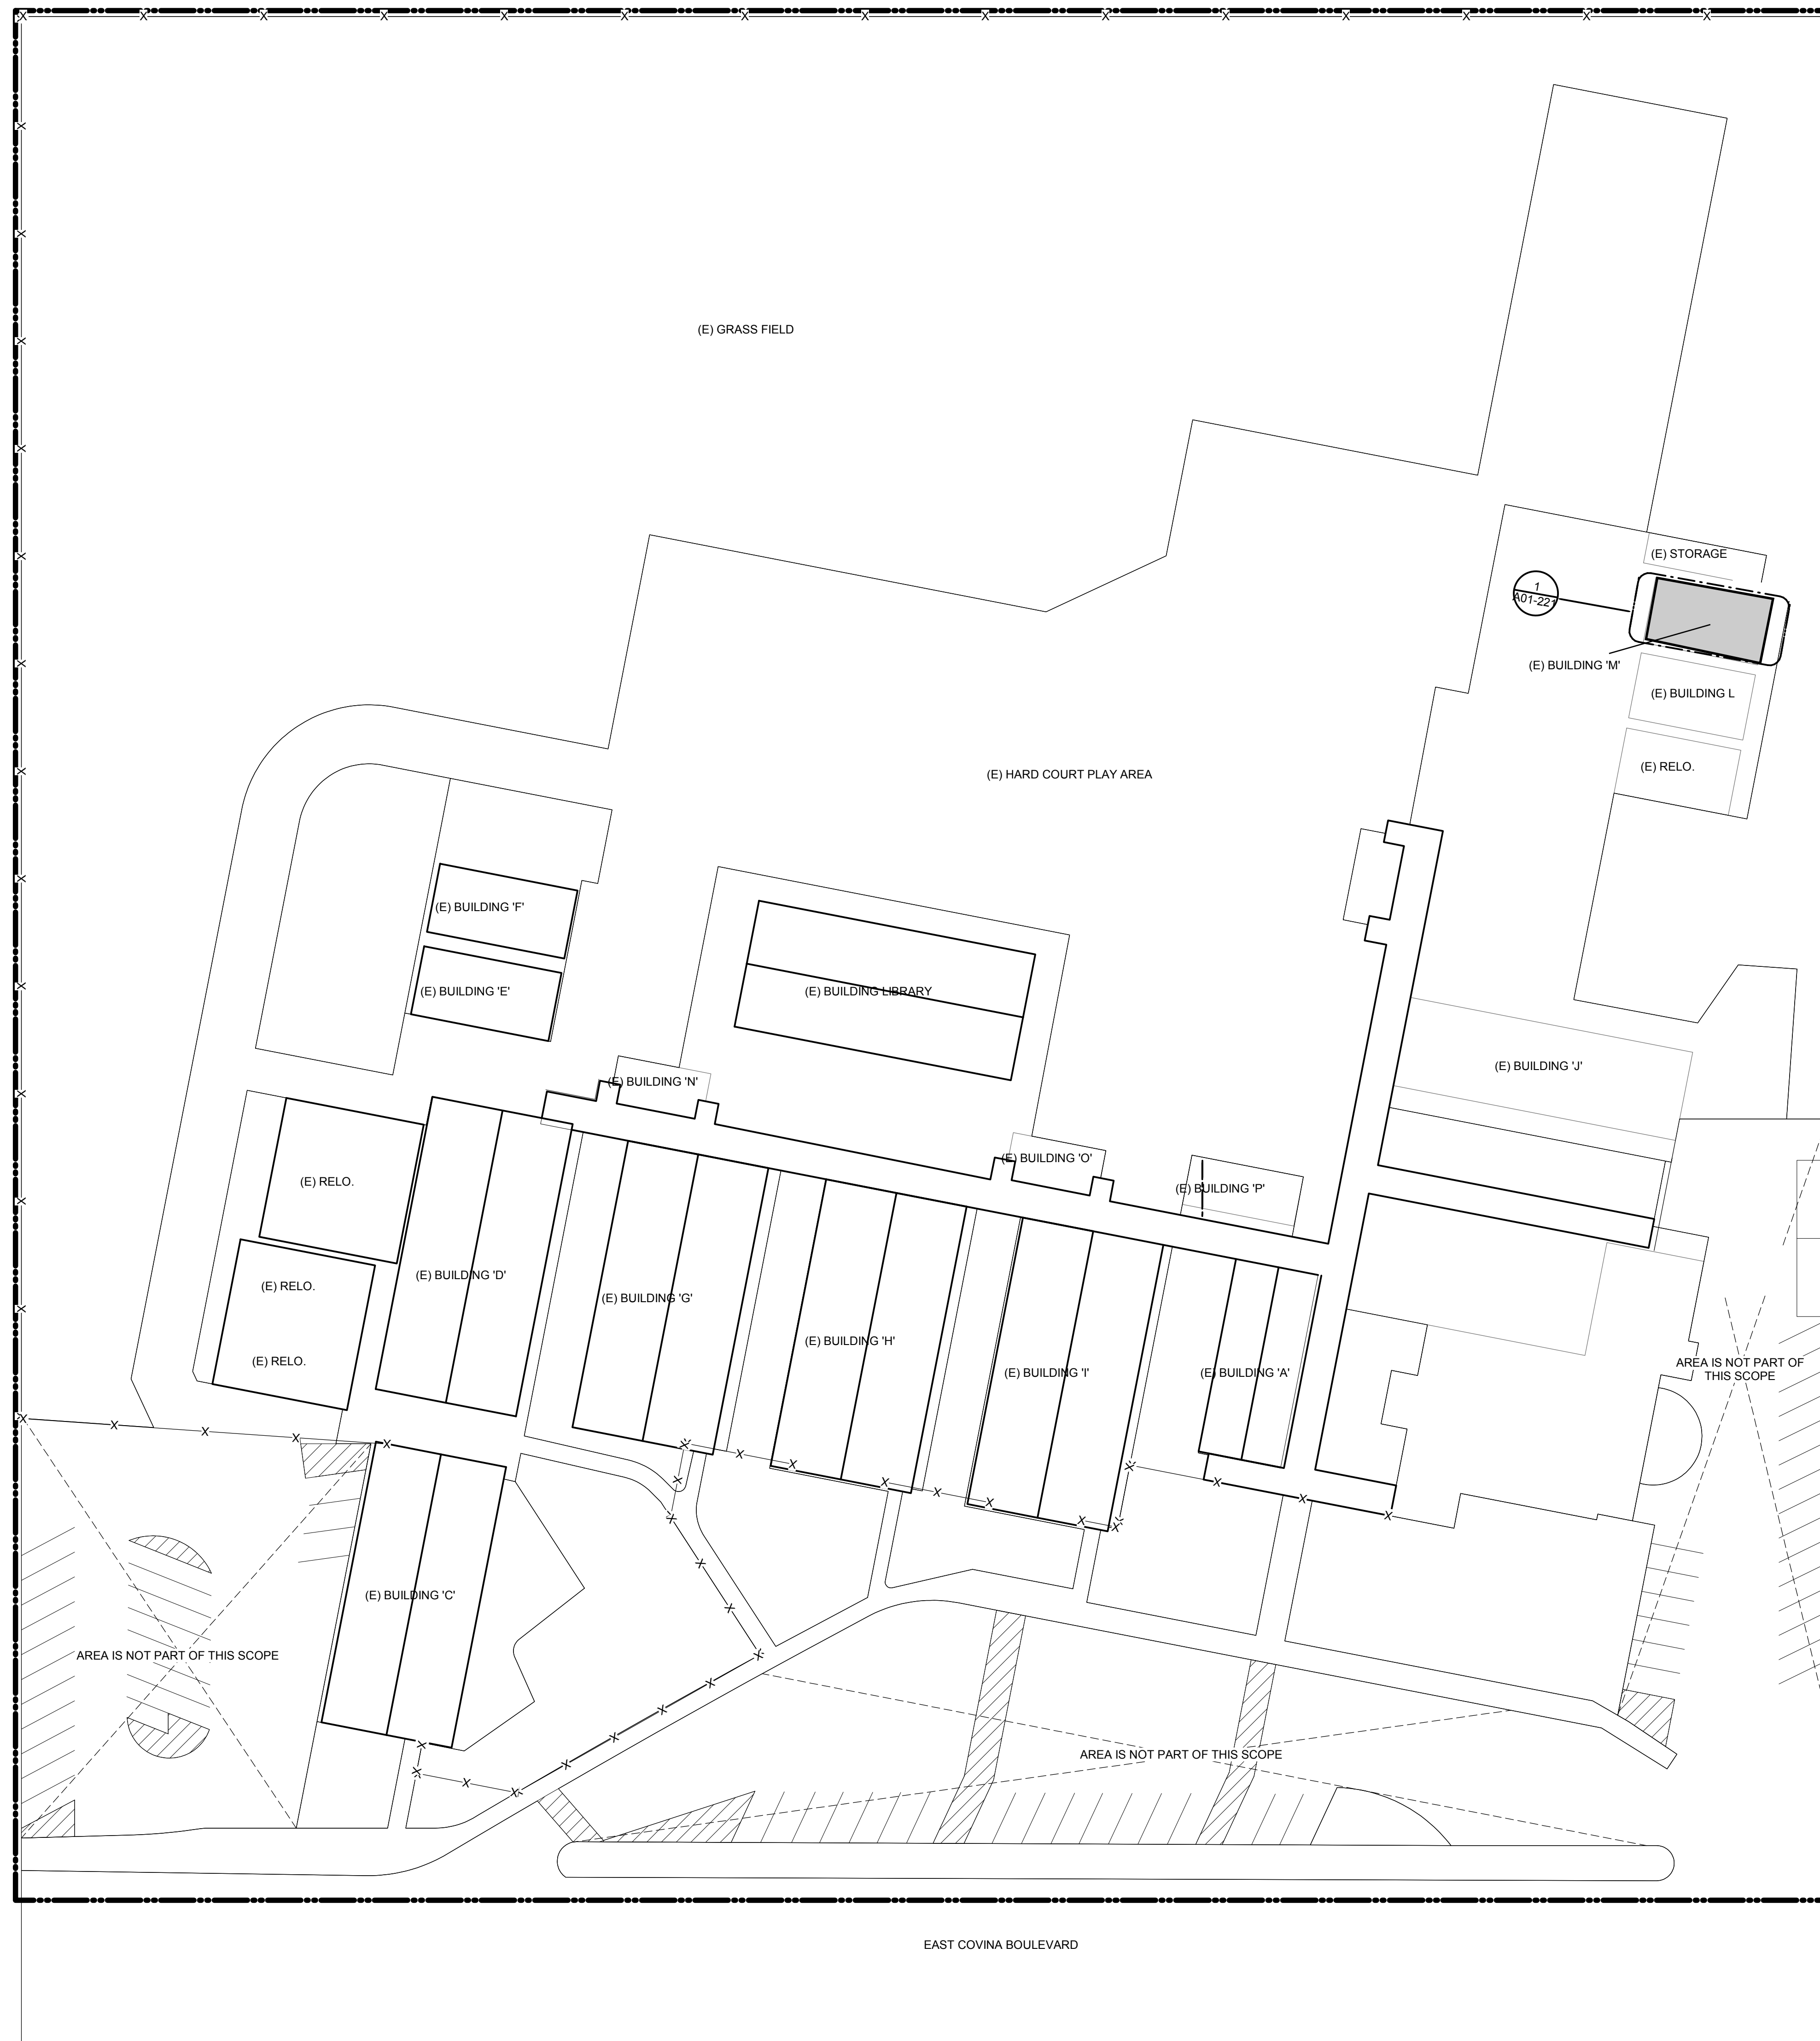 (E) GRASS FIELD
(E) STORAGE
1
A01-221
(E) BUILDING 'M'
(E) BUILDING L
(E) RELO.
(E) HARD COURT PLAY AREA
(E) BUILDING 'F'
(E) BUILDING 'E'
(E) BUILDING LIBRARY
(E) BUILDING 'J'
(E) BUILDING 'N'
(E) BUILDING 'O'
(E) BUILDING 'P'
(E) RELO.
(E) BUILDING 'D'
(E) RELO.
(E) BUILDING 'G'
(E) BUILDING 'H'
(E) RELO.
(E) BUILDING 'I'
(E) BUILDING 'A'
AREA IS NOT PART OF
THIS SCOPE
(E) BUILDING 'C'
AREA IS NOT PART OF THIS SCOPE
AREA IS NOT PART OF THIS SCOPE
EAST COVINA BOULEVARD